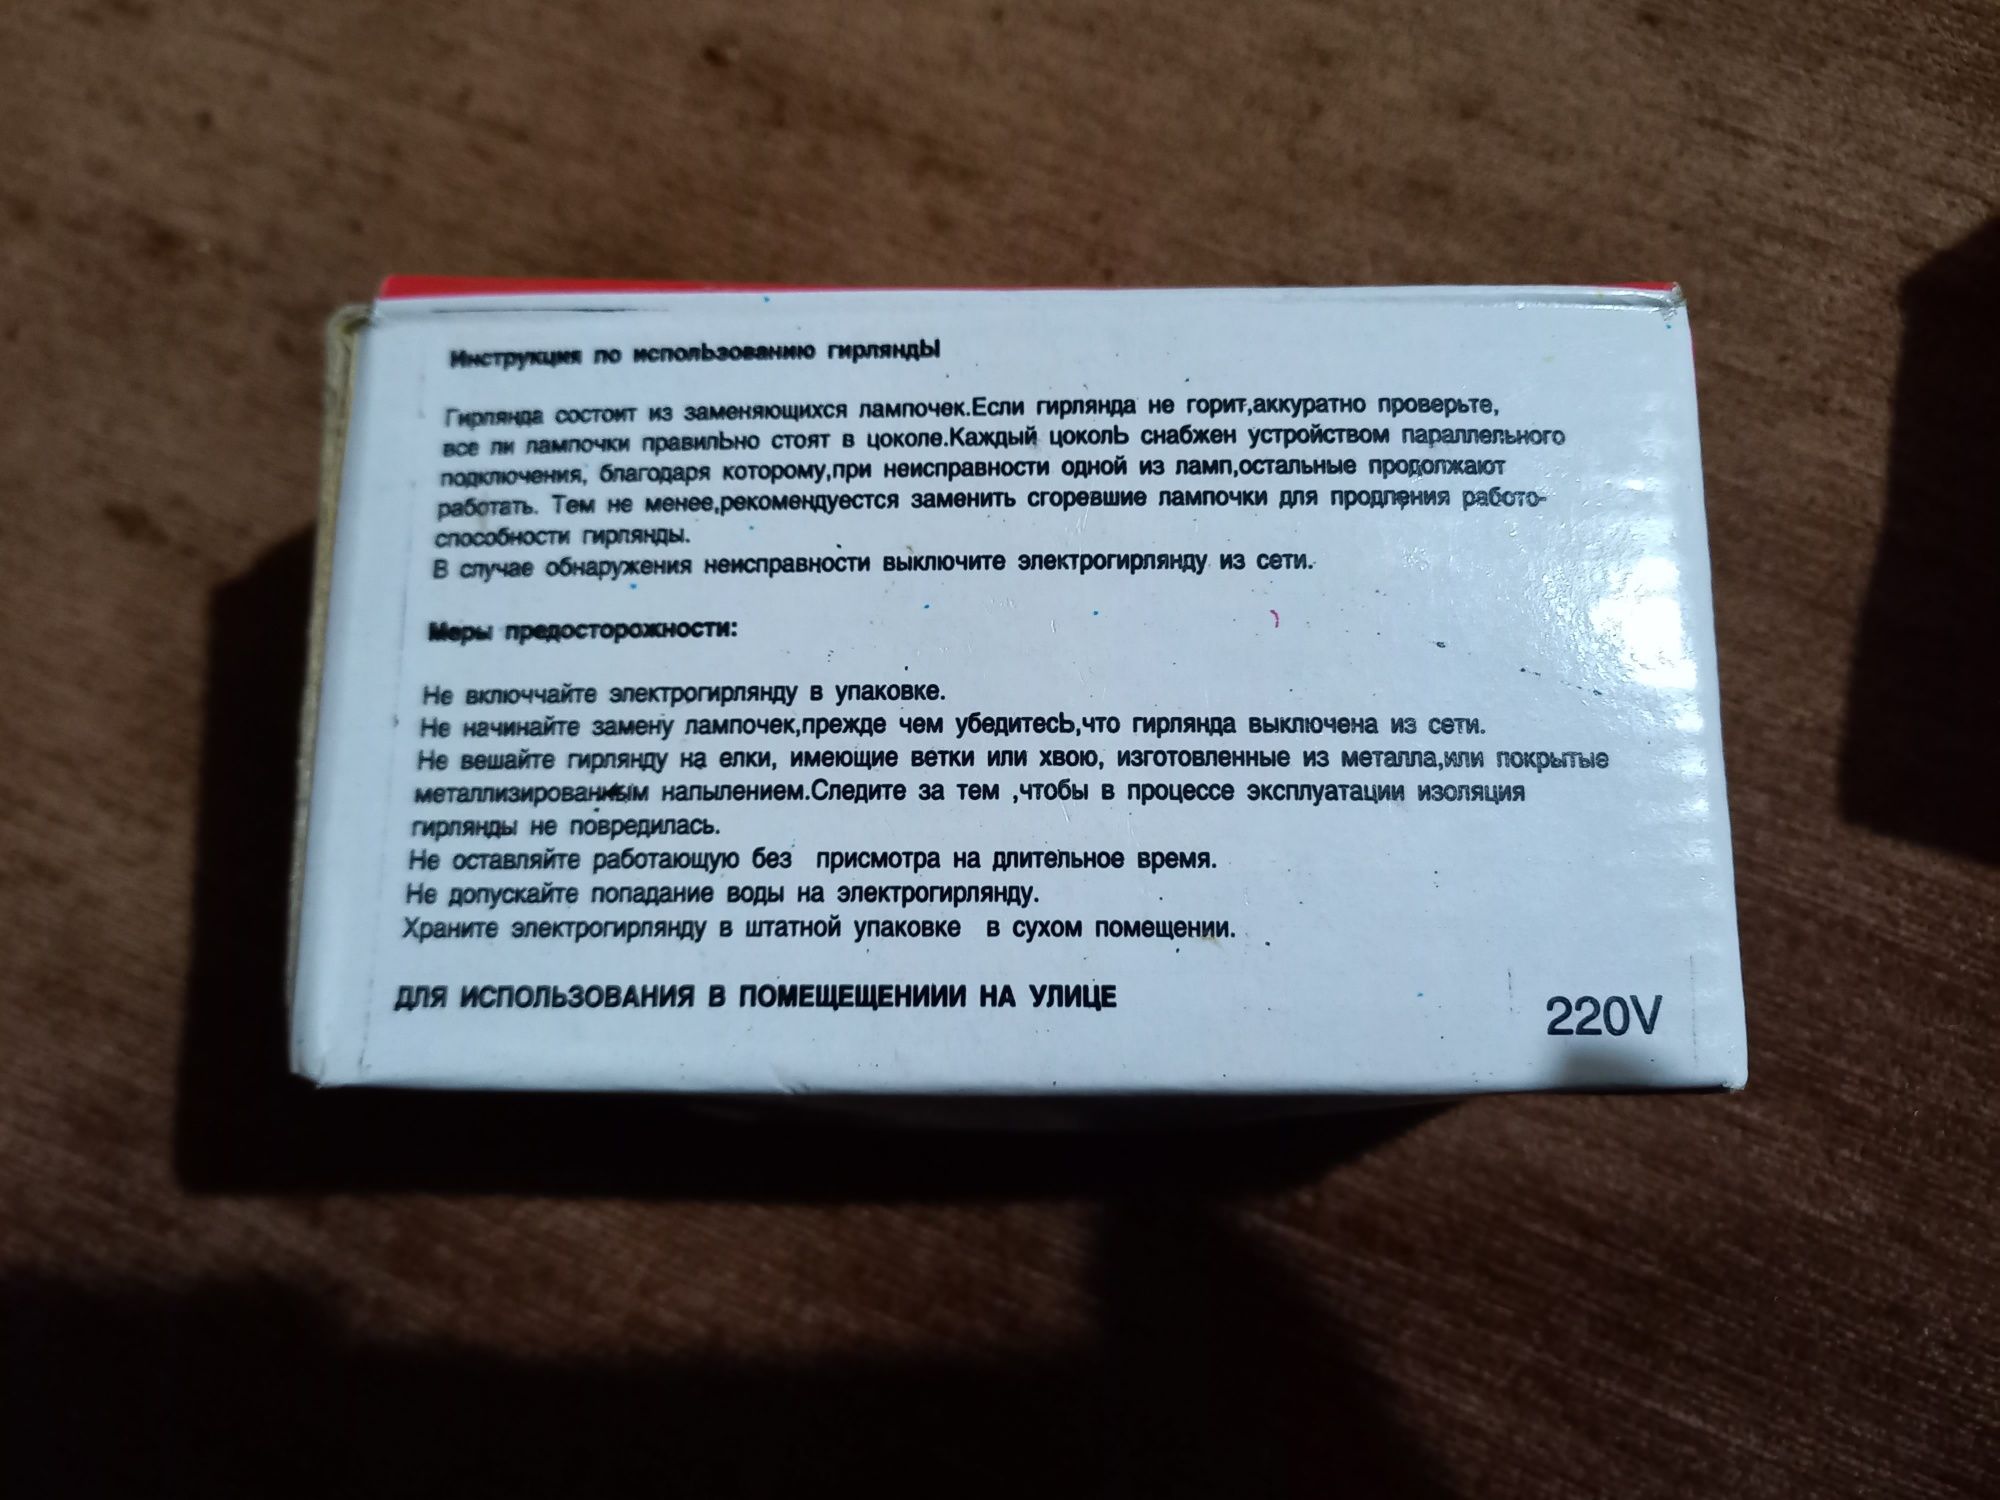 Инструкция по использованию гирлянды
Гирлянда состоит из заменяющихся лампочек.Если гирлянда не горит,аккуратно проверьте,
все ли лампочки правильно стоят в цоколе.Каждый цоколь снабжен устройством параллельного
подключения, благодаря которому,при неисправности одной из ламп,остальные продолжают
работать. Тем не менее,рекомендуестся заменить сгоревшие лампочки для продления работо-
способности гирлянды.
В случае обнаружения неисправности выключите электрогирлянду из сети.
Меры предосторожности:
Не включчайте электрогирлянду в упаковке.
Не начинайте замену лампочек,прежде чем убедитесь,что гирлянда выключена из сети.
Не вешайте гирлянду на елки, имеющие ветки или хвою, изготовленные из металла,или покрытые
металлизированным напылением.Следите за тем ,чтобы в процессе эксплуатации изоляция
гирлянды не повредилась.
Не оставляйте работающую без присмотра на длительное время.
Не допускайте попадание воды на электрогирлянду.
Храните электрогирлянду в штатной упаковке в сухом помещении.
ДЛЯ ИСПОЛЬЗОВАНИЯ В ПОМЕЩЕЩЕНИИИ НА УЛИЦЕ
220V